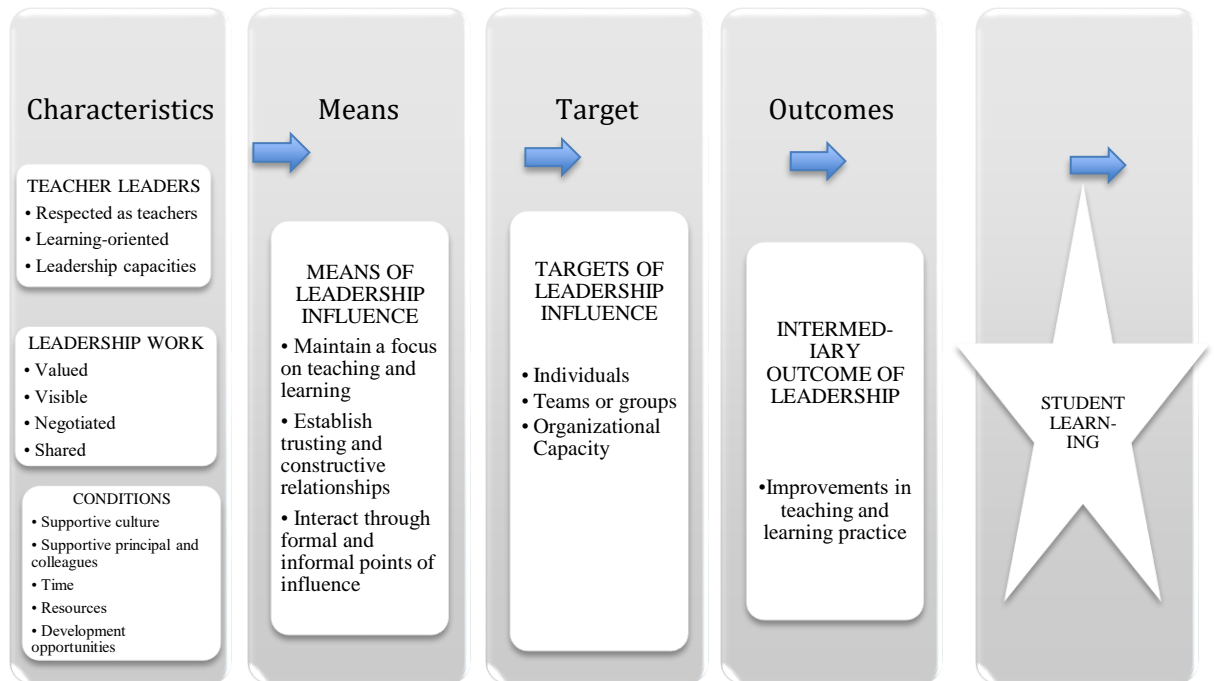 Characteristics
TEACHER LEADERS
• Respected as teachers
• Learning-oriented
• Leadership capacities
LEADERSHIP WORK
• Valued
• Visible
• Negotiated
• Shared
CONDITIONS
• Supportive culture
• Supportive principal and
colleagues
• Time
• Resources
• Development
opportunities
Means
MEANS OF
LEADERSHIP
INFLUENCE
• Maintain a focus
on teaching and
learning
• Establish
trusting and
constructive
relationships
• Interact through
formal and
informal points of
influence
Target
TARGETS OF
LEADERSHIP
INFLUENCE
• Individuals
• Teams or groups
• Organizational
Capacity
Outcomes
INTERMED-
IARY
OUTCOME OF
LEADERSHIP
•Improvements in
teaching and
learning practice
STUDENT
LEARN-
ING